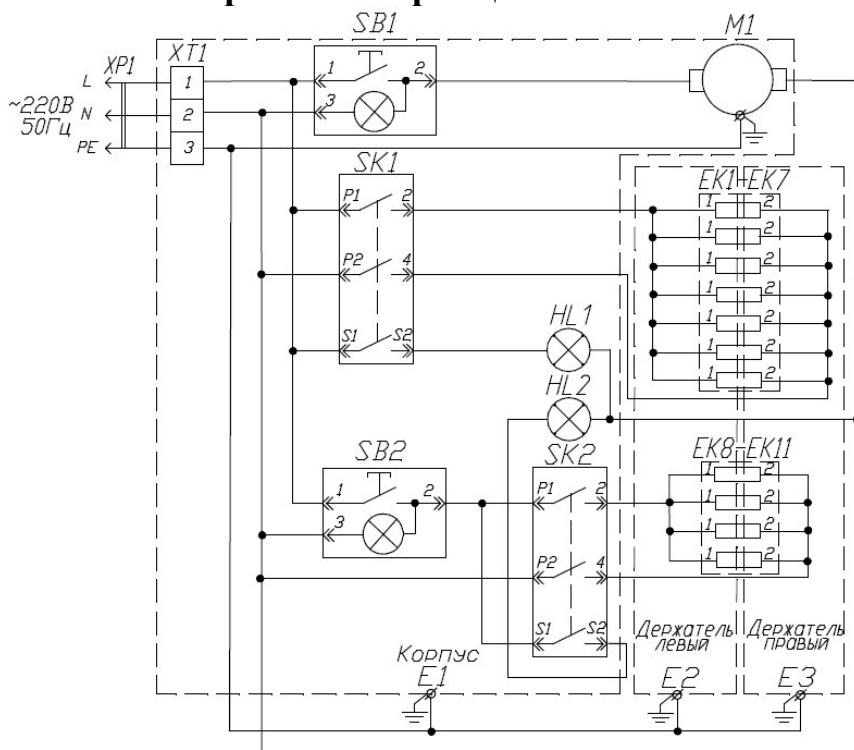 SB1
M1
XP1
XT1
L
1
1
2
~220В
50Гц
N
2
3
PE
3
SK1
EK1-EK7
P1
2
1
2
1
2
P2
4
1
2
1
2
HL1
1
2
S1
S2
1
2
1
2
HL2
SB2
SK2
EK8-EK11
1
2
P1
2
1
2
1
2
3
1
2
P2
4
1
2
S1
S2
Держатель левый
Держатель правый
Корпус
E1
E2
E3